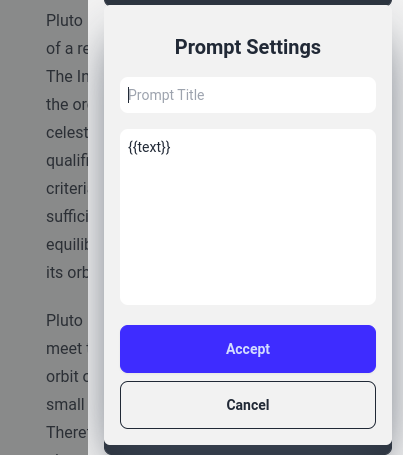 Pluto
of a re
The In
the or
celest
qualifi
criteri
suffici
equilib
its orb
Pluto
meet t
orbit o
small
Theref
Prompt Settings
Prompt Title
{{text}}
Accept
Cancel